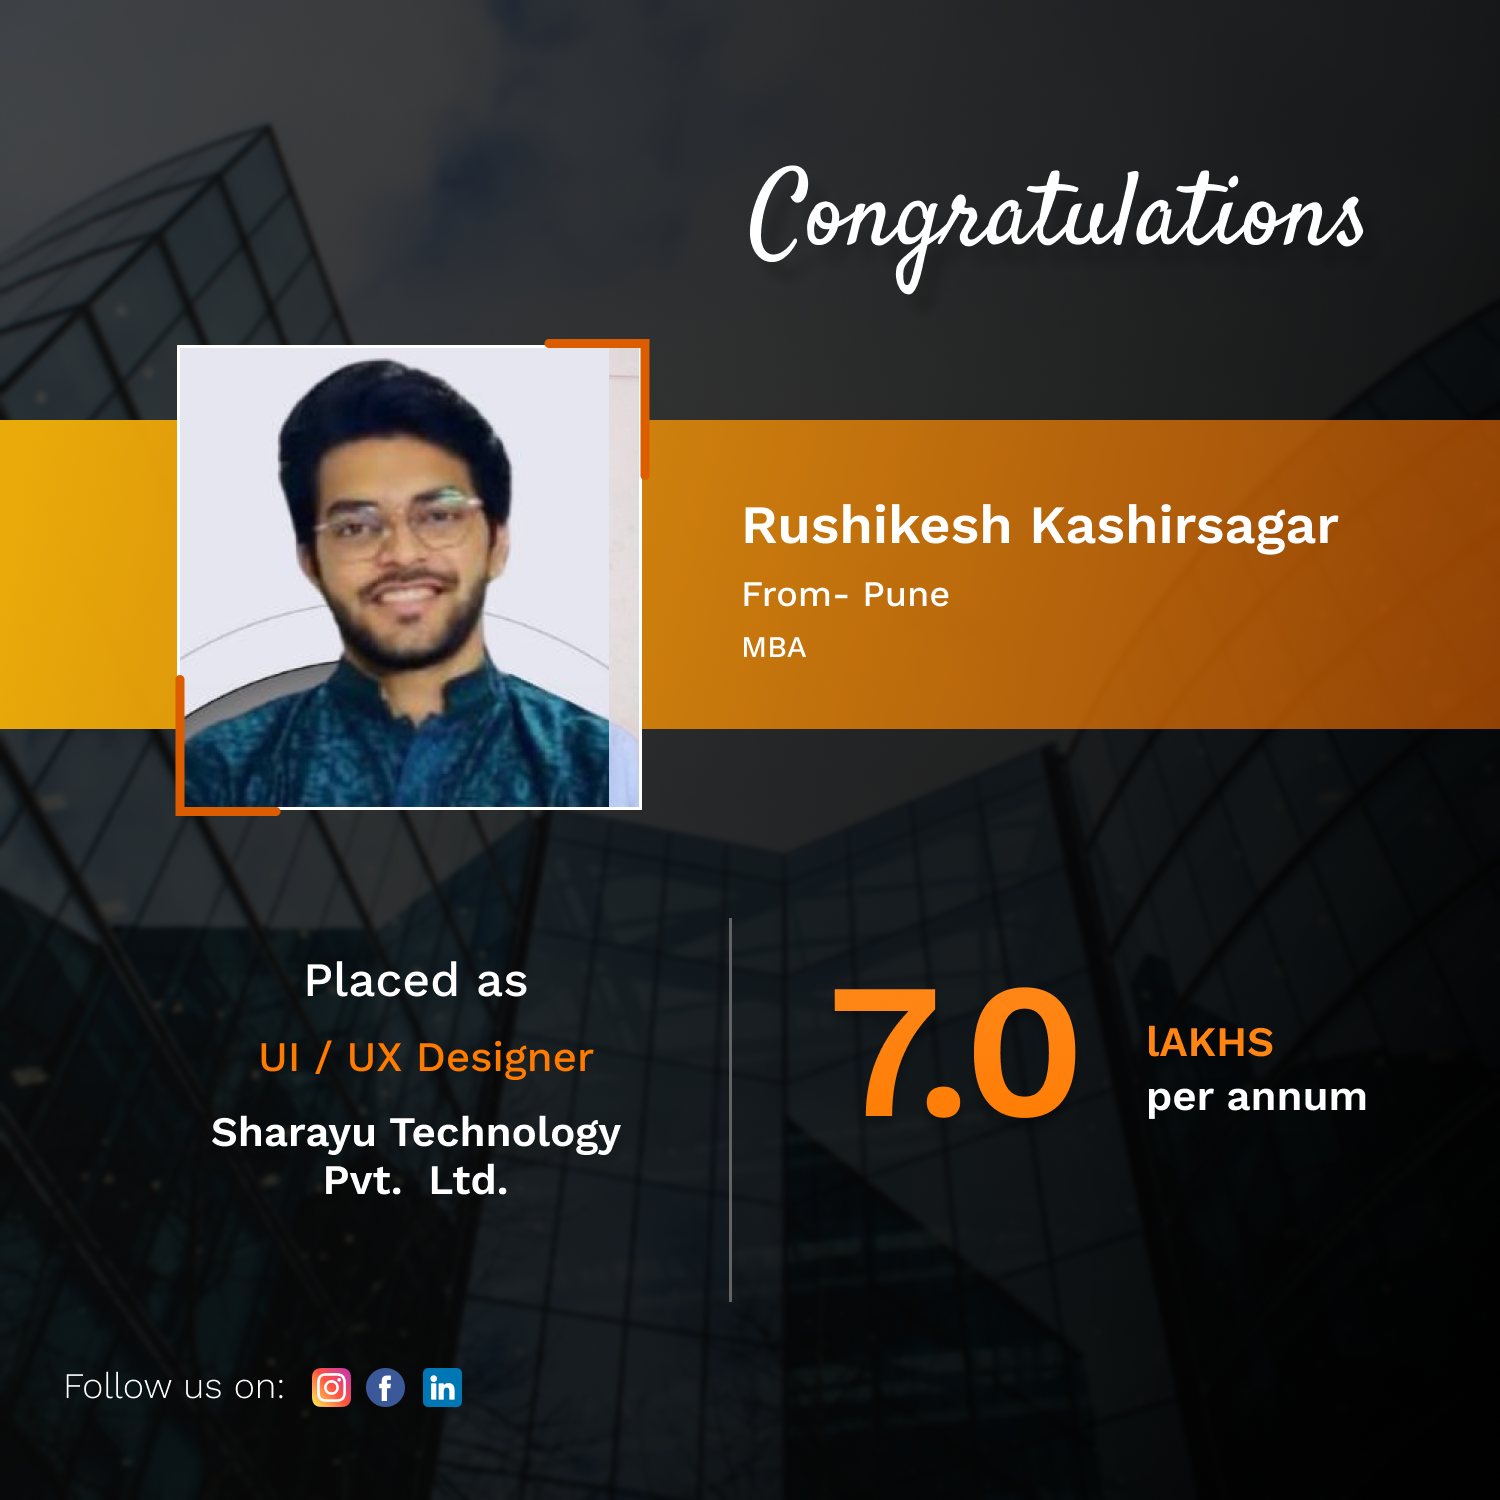 Congratulations
Rushikesh Kashirsagar
From- Pune
MBA
Placed as
UI / UX Designer
Sharayu Technology
Pvt. Ltd.
7.0
lAKHS
per annum
Follow us on: